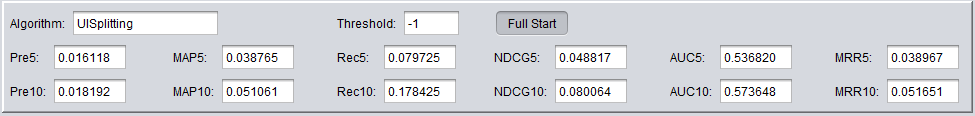 Algorithm: UISplitting Threshold: -1 Full Start
Pre5: 0.016118 MAP5: 0.038765 Rec5: 0.079725 NDCG5: 0.048817 AUC5: 0.536820 MRR5: 0.038967
Pre10: 0.018192 MAP10: 0.051061 Rec10: 0.178425 NDCG10: 0.080064 AUC10: 0.573648 MRR10: 0.051651